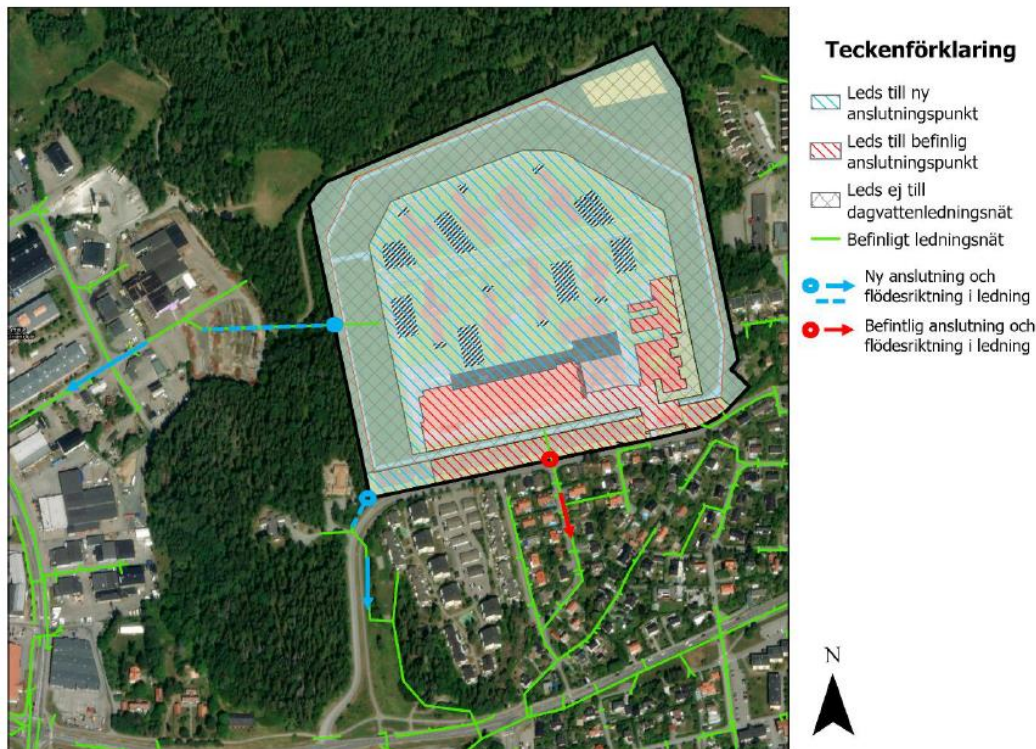 Teckenförklaring
Leds till ny
anslutningspunkt
Leds till befinlig
anslutningspunkt
Leds ej till
dagvattenledningsnät
Befinligt ledningsnät
Ny anslutning och
flödesriktning i ledning
Befintlig anslutning och
flödesriktning i ledning
N